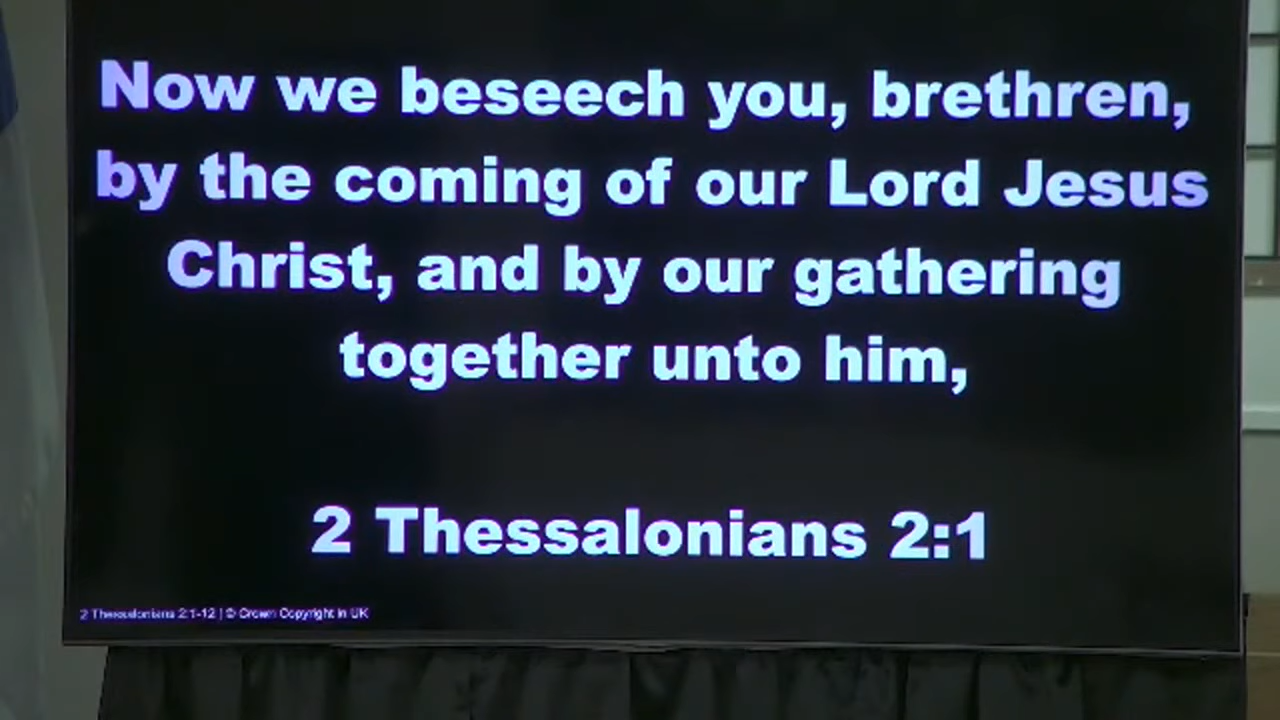 Now we beseech you, brethren,
by the coming of our Lord Jesus
Christ, and by our gathering
together unto him,
2 Thessalonians 2:1
2 Thessalonians 2:1-12 | © Crown Copyright in UK